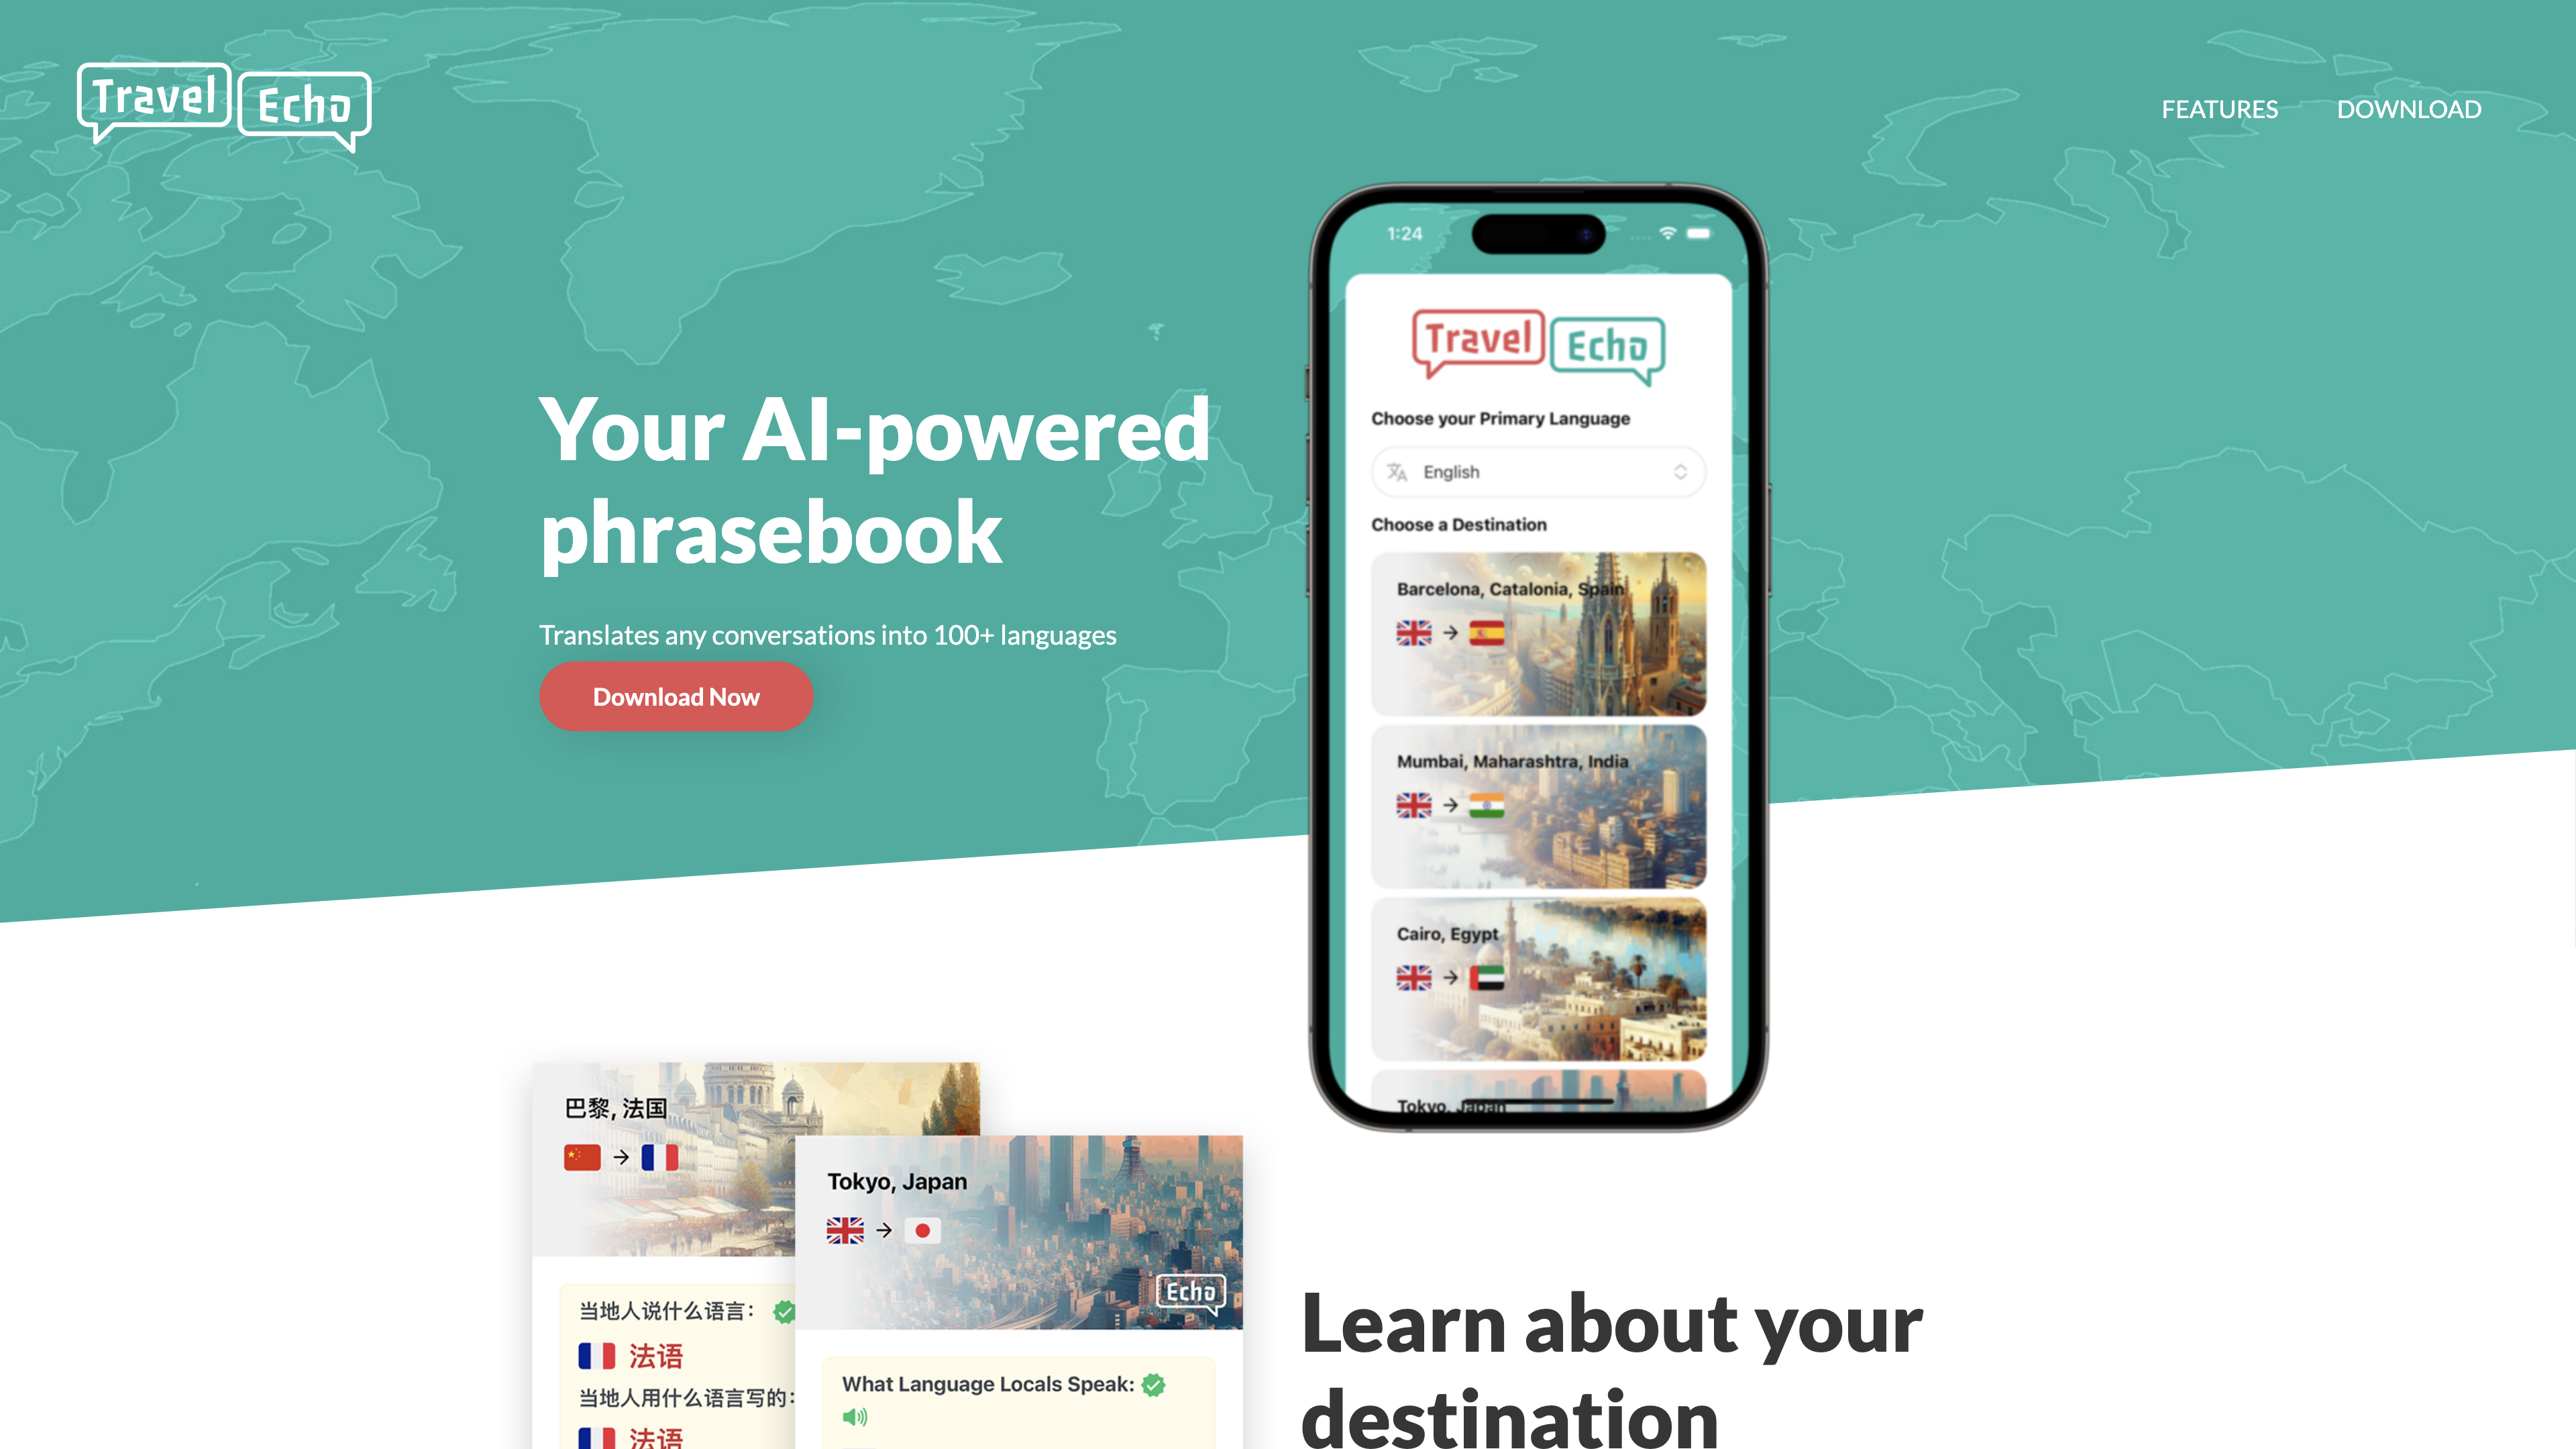 Travel Echo
FEATURES
DOWNLOAD
Your AI-powered
phrasebook
Translates any conversations into 100+ languages
Download Now
1:24
Travel Echo
Choose your Primary Language
English
Choose a Destination
Barcelona, Catalonia, Spain
Mumbai, Maharashtra, India
Cairo, Egypt
Tokyo, Japan
巴黎, 法国
当地人说什么语言：
法语
当地人用什么语言写的：
法语
Tokyo, Japan
Echo
What Language Locals Speak:
Learn about your
destination